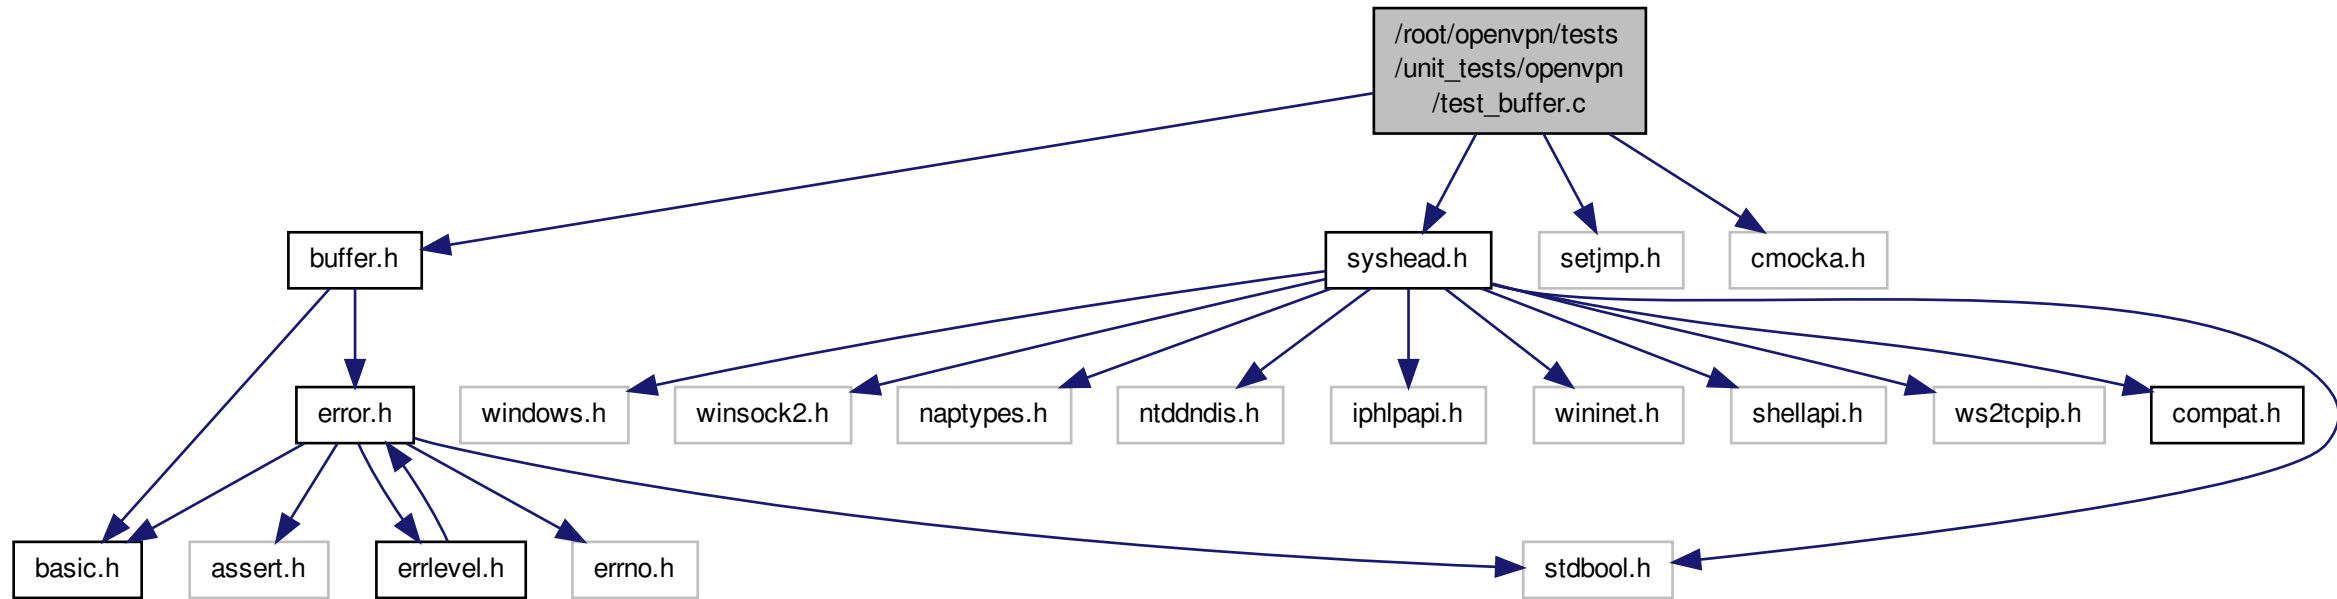 /root/openvpn/tests
/unit_tests/openvpn
/test_buffer.c
buffer.h
syshead.h
setjmp.h
cmocka.h
error.h
windows.h
winsock2.h
naptypes.h
ntddndis.h
iphlpapi.h
wininet.h
shellapi.h
ws2tcpip.h
compat.h
basic.h
assert.h
errlevel.h
errno.h
stdbool.h